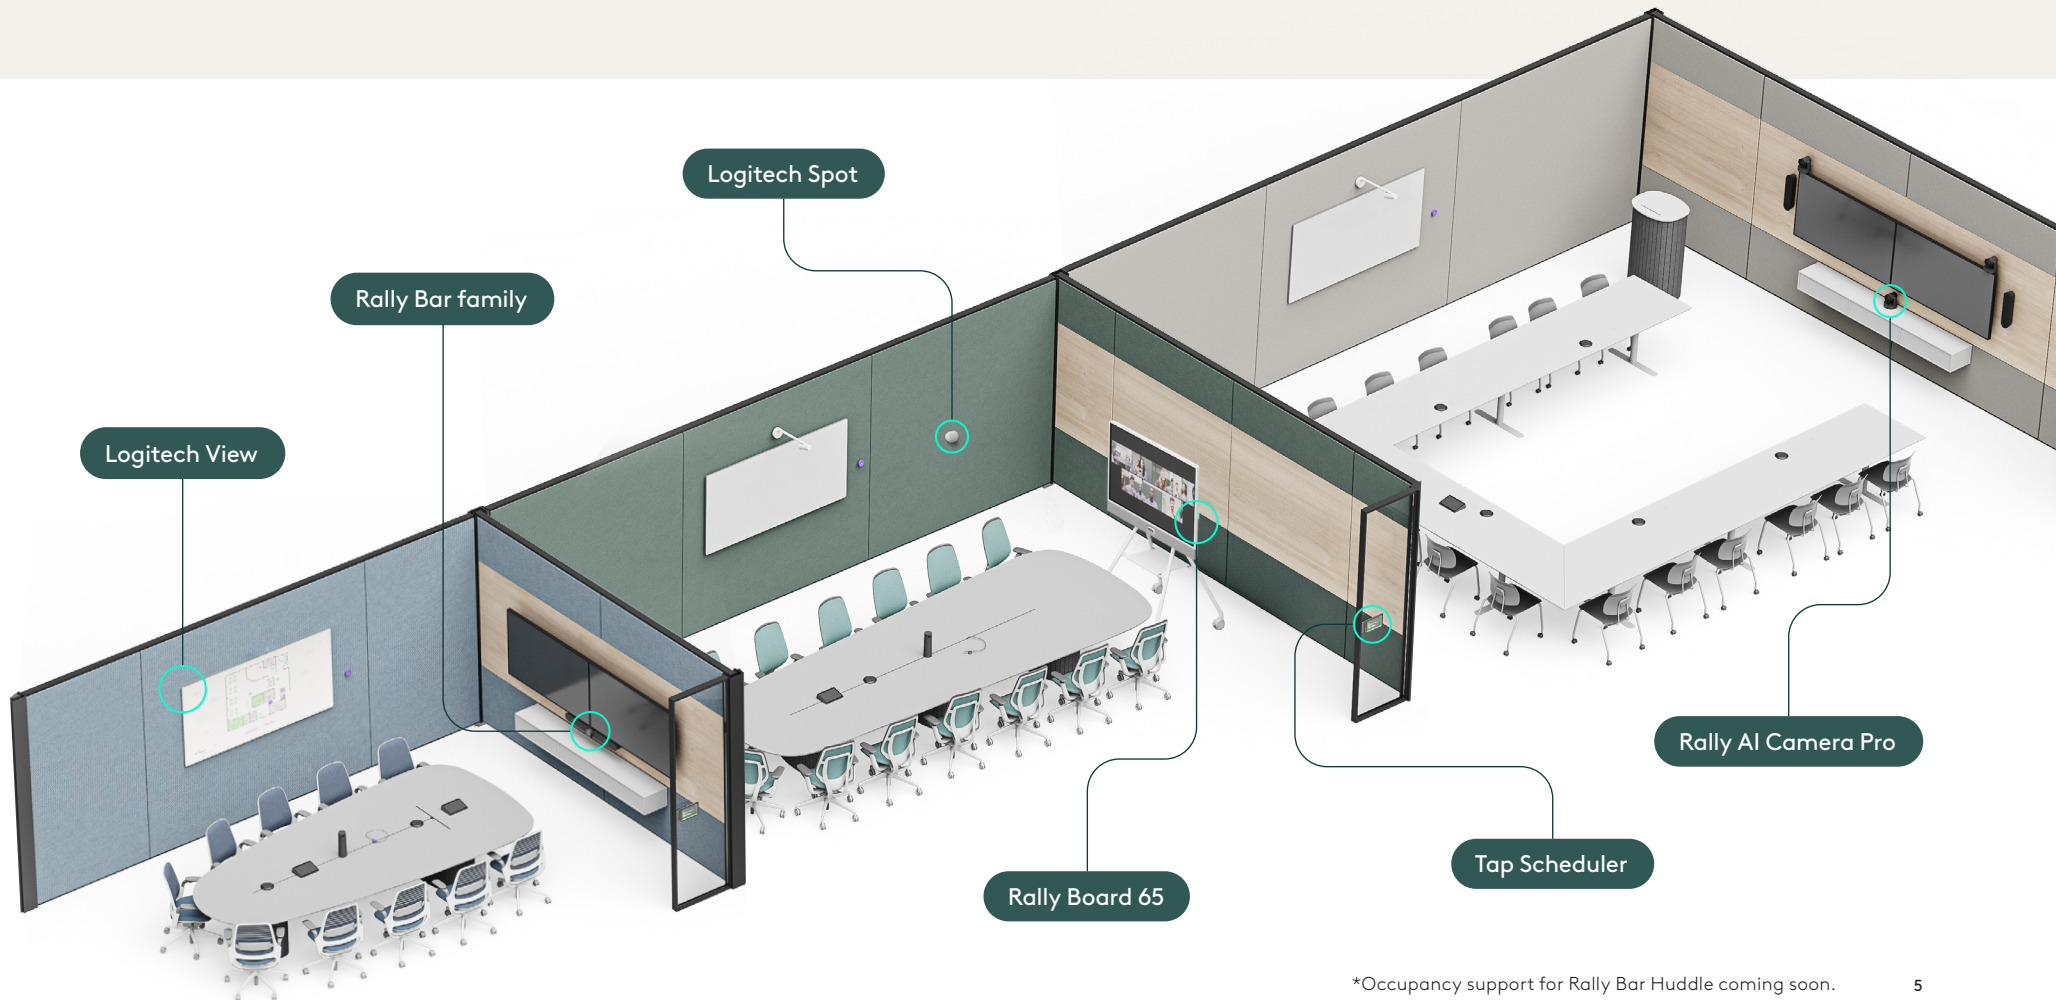 Logitech Spot
Rally Bar family
Logitech View
Rally AI Camera Pro
Tap Scheduler
Rally Board 65
*Occupancy support for Rally Bar Huddle coming soon.
5